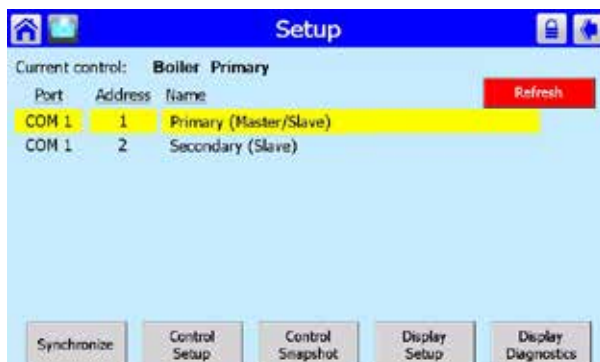 Setup
Current control: Boiler Primary
Port Address Name
Refresh
COM 1 1 Primary (Master/Slave)
COM 1 2 Secondary (Slave)
Synchronize
Control Setup
Control Snapshot
Display Setup
Display Diagnostics